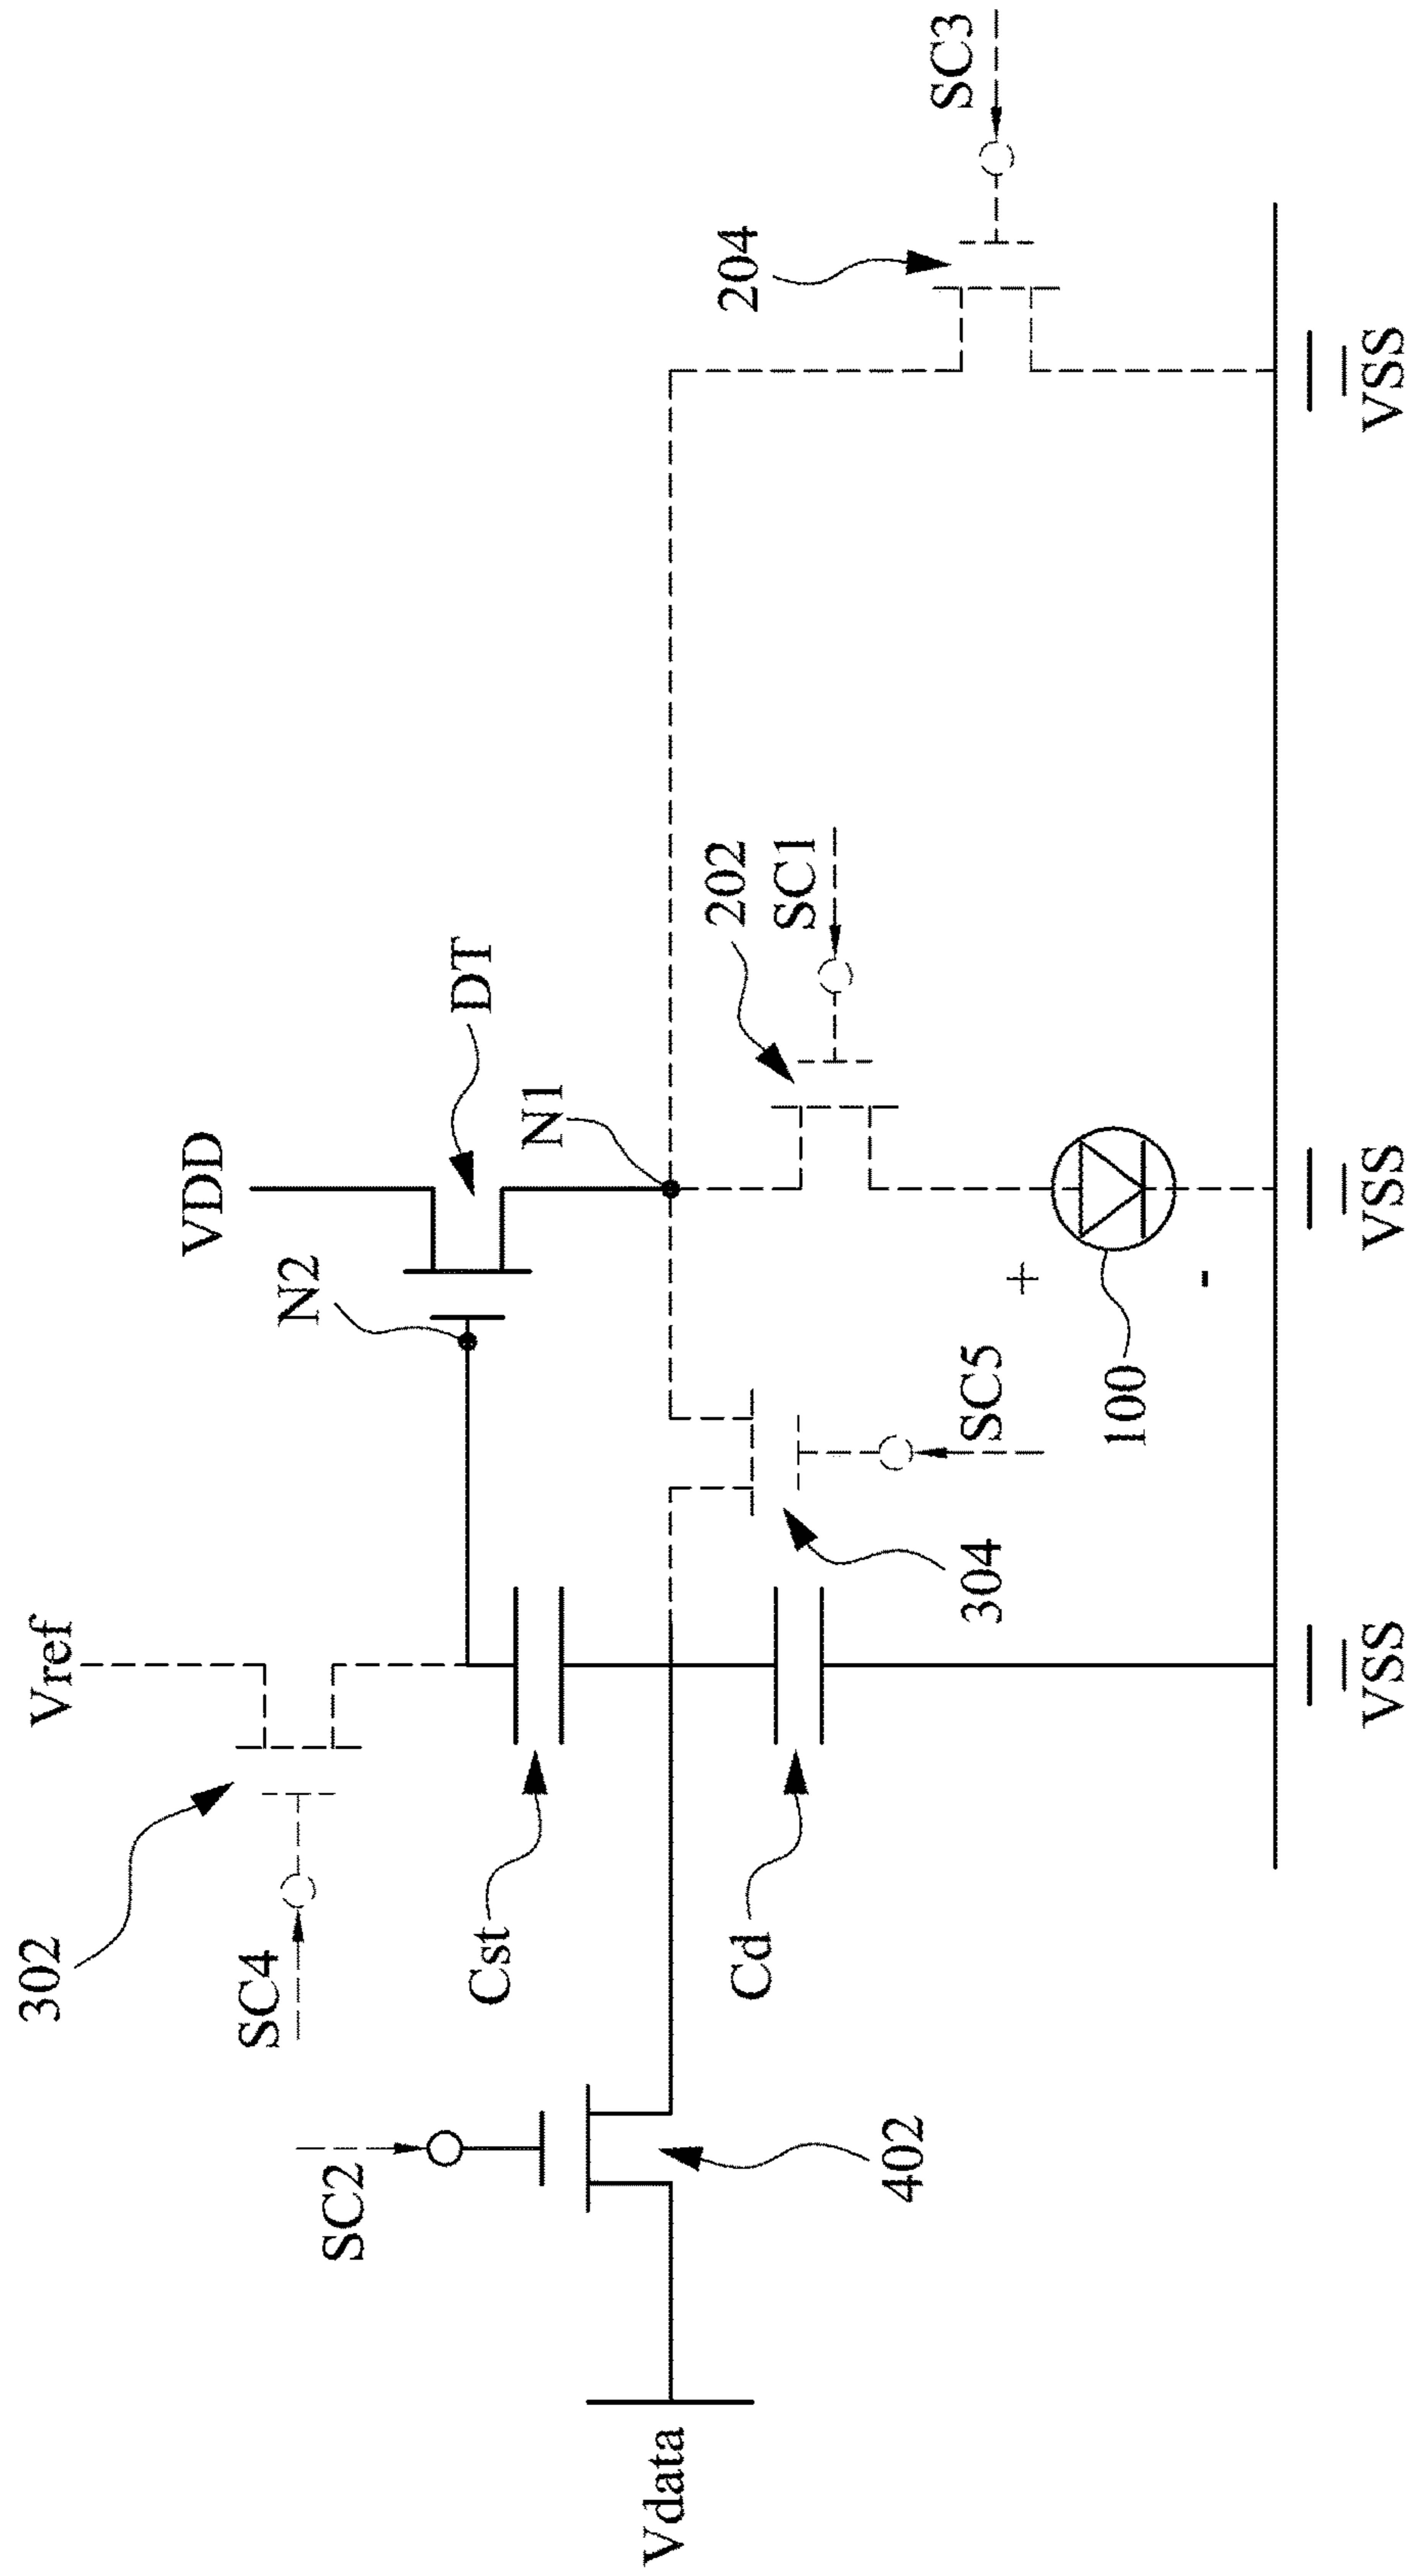 Vref
VDD
302
SC4
N2
DT
SC3
SC2
Cst
N1
204
Cd
202
SC1
Vdata
402
304
SC5
+
100
-
VSS
VSS
VSS